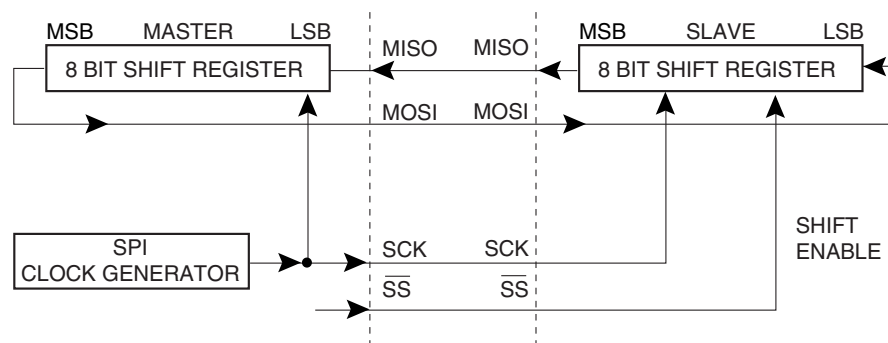 MSB MASTER LSB
8 BIT SHIFT REGISTER
MISO MISO
MSB SLAVE LSB
8 BIT SHIFT REGISTER
MOSI MOSI
SPI
CLOCK GENERATOR
SCK SCK
SS SS
SHIFT
ENABLE